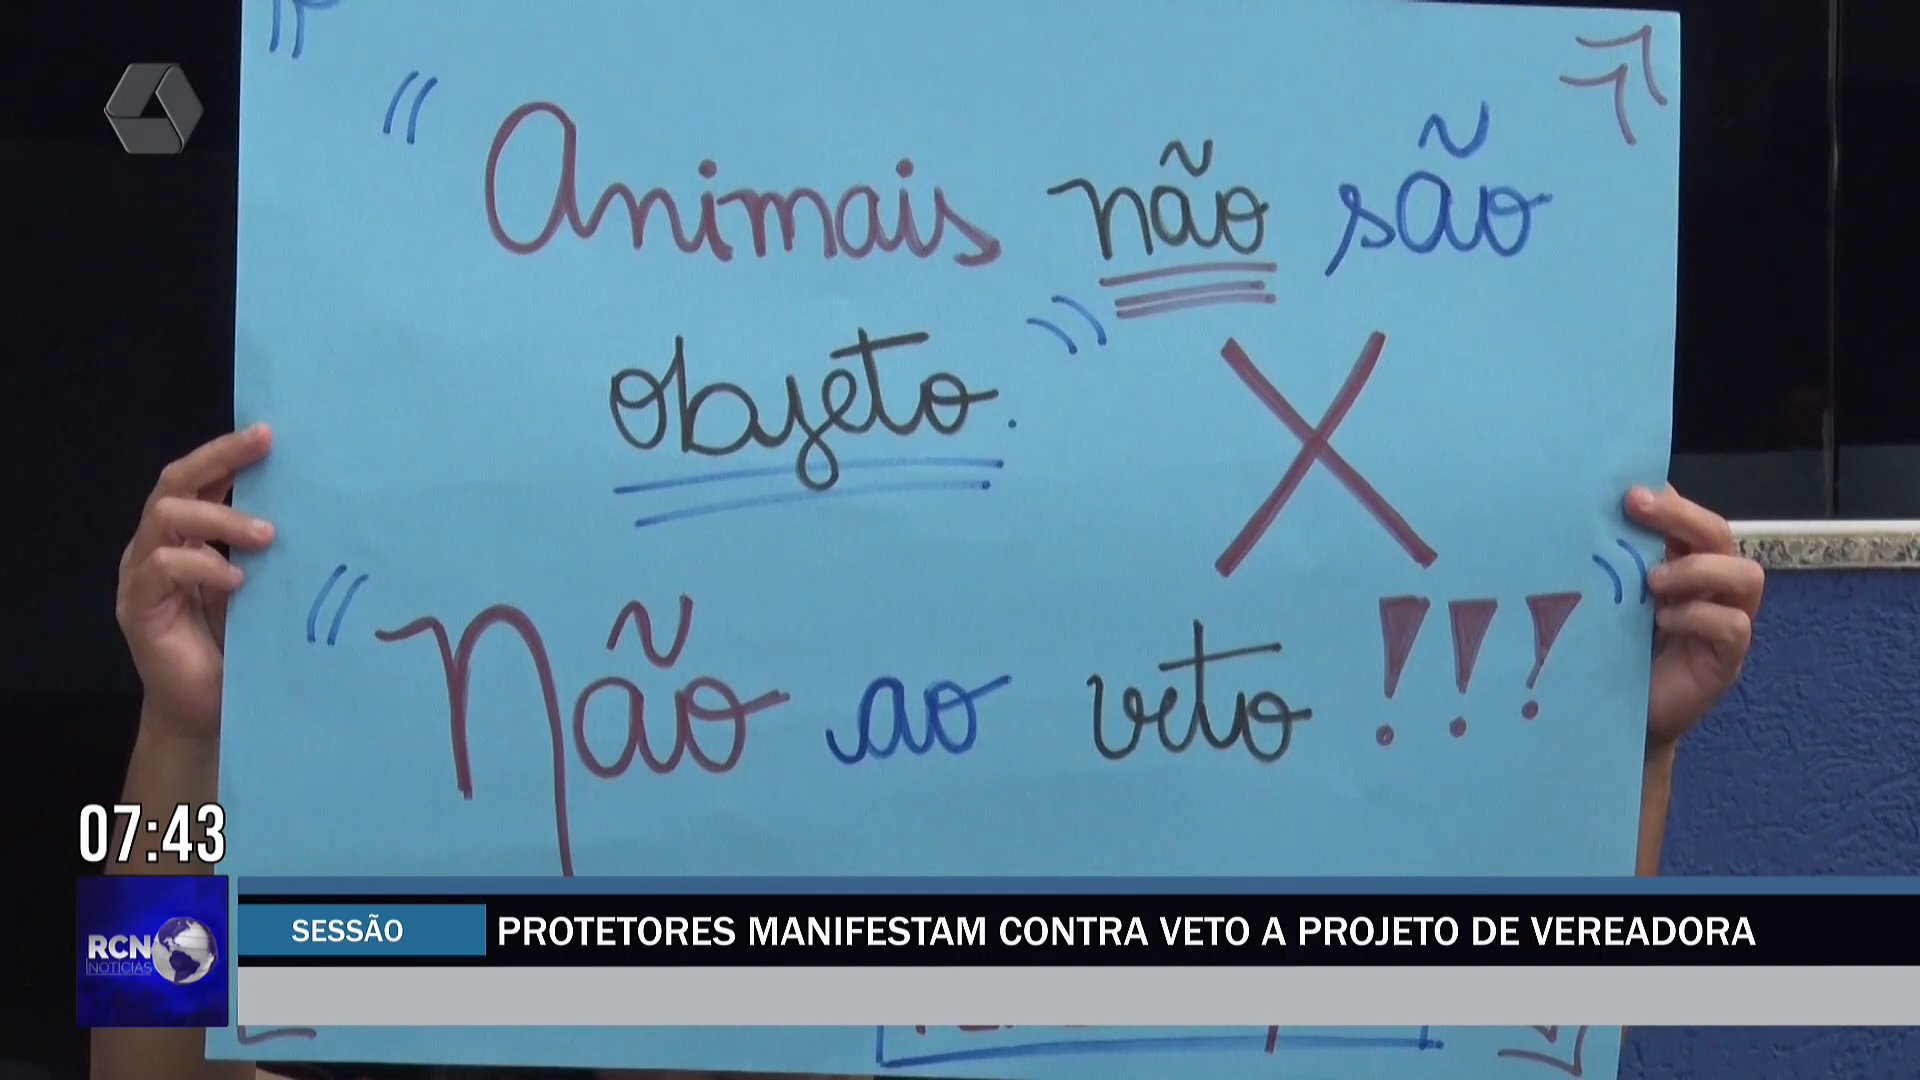 "Animais não são
objeto."
X
"Não ao veto!!!"
07:43
SESSÃO
PROTETORES MANIFESTAM CONTRA VETO A PROJETO DE VEREADORA
RCN
NOTÍCIAS